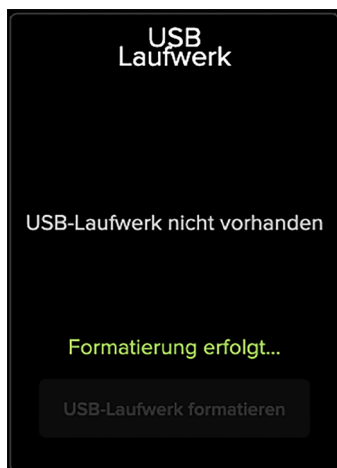 USB
Laufwerk
USB-Laufwerk nicht vorhanden
Formatierung erfolgt...
USB-Laufwerk formatieren